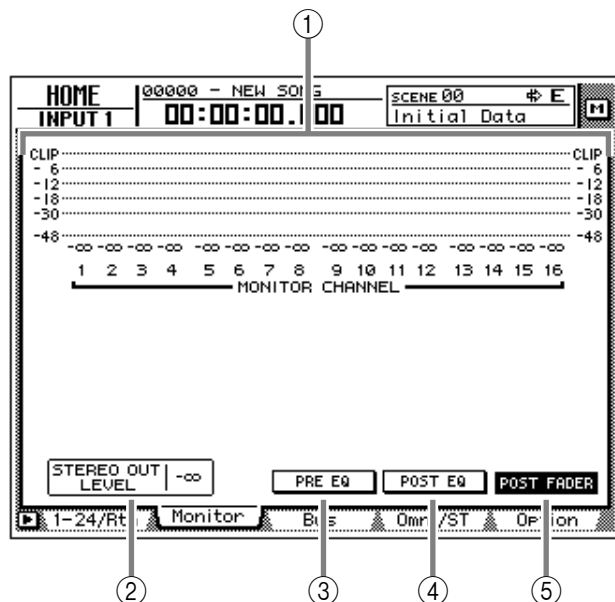 ①
HOME
INPUT 1
00000 - NEW SONG
00:00:00.000
SCENE 00 E
Initial Data
M
CLIP CLIP
- 6 - 6
-12 -12
-18 -18
-30 -30
-48 -48
-∞ -∞ -∞ -∞ -∞ -∞ -∞ -∞ -∞ -∞ -∞ -∞ -∞ -∞ -∞ -∞
1 2 3 4 5 6 7 8 9 10 11 12 13 14 15 16
MONITOR CHANNEL
STEREO OUT
LEVEL
-∞
PRE EQ POST EQ POST FADER
1-24/Rtn Monitor Bus Omni/ST Option
② ③ ④ ⑤